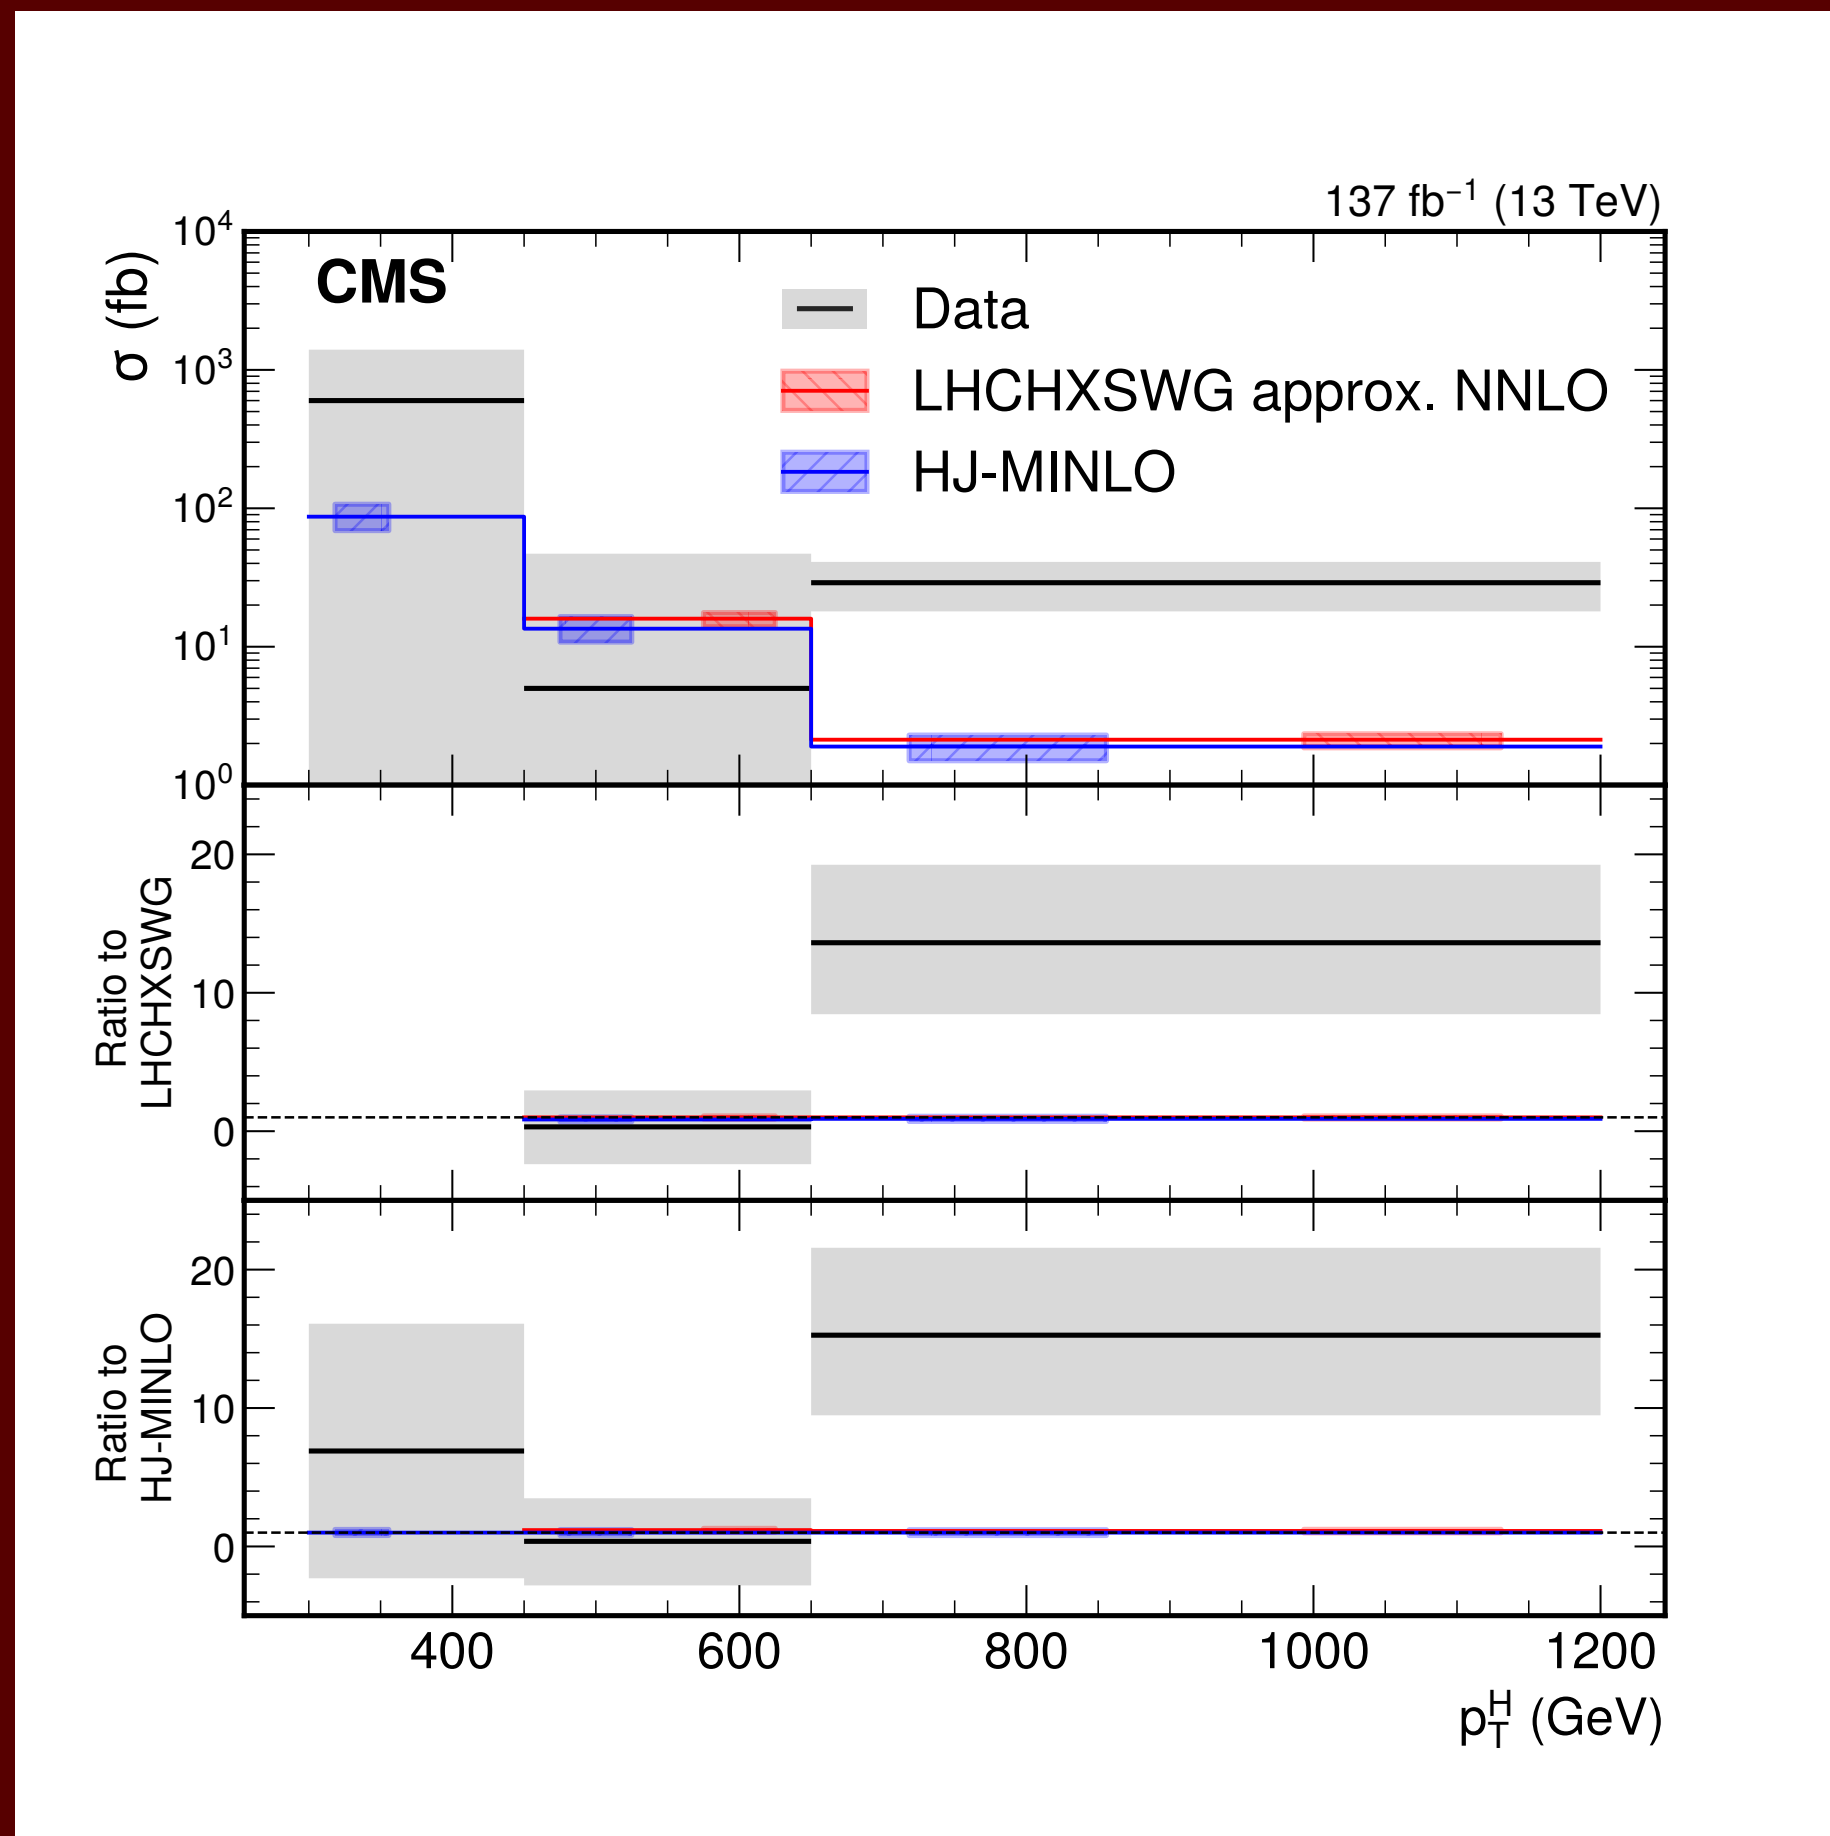 137 fb⁻¹ (13 TeV)
CMS
σ (fb)
10⁴
10³
10²
10¹
10⁰
Data
LHCHXSWG approx. NNLO
HJ-MINLO
Ratio to
LHCHXSWG
20
10
0
Ratio to
HJ-MINLO
20
10
0
400 600 800 1000 1200
p_T^H (GeV)